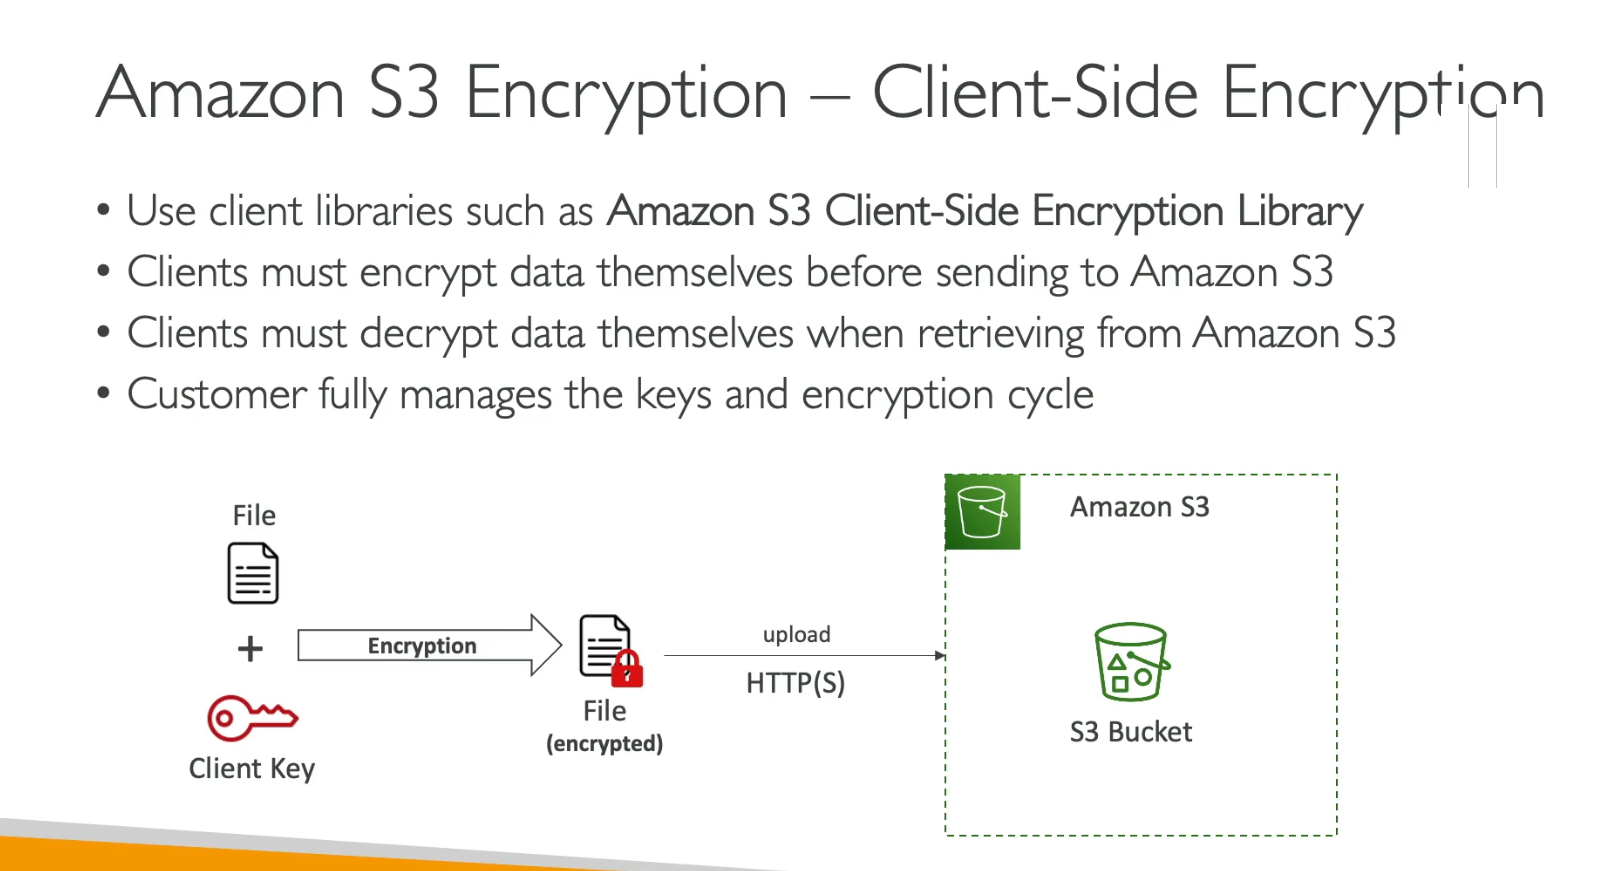 Amazon S3 Encryption – Client-Side Encryption
• Use client libraries such as Amazon S3 Client-Side Encryption Library
• Clients must encrypt data themselves before sending to Amazon S3
• Clients must decrypt data themselves when retrieving from Amazon S3
• Customer fully manages the keys and encryption cycle
File
+
Client Key
Encryption
File
(encrypted)
upload
HTTP(S)
Amazon S3
S3 Bucket